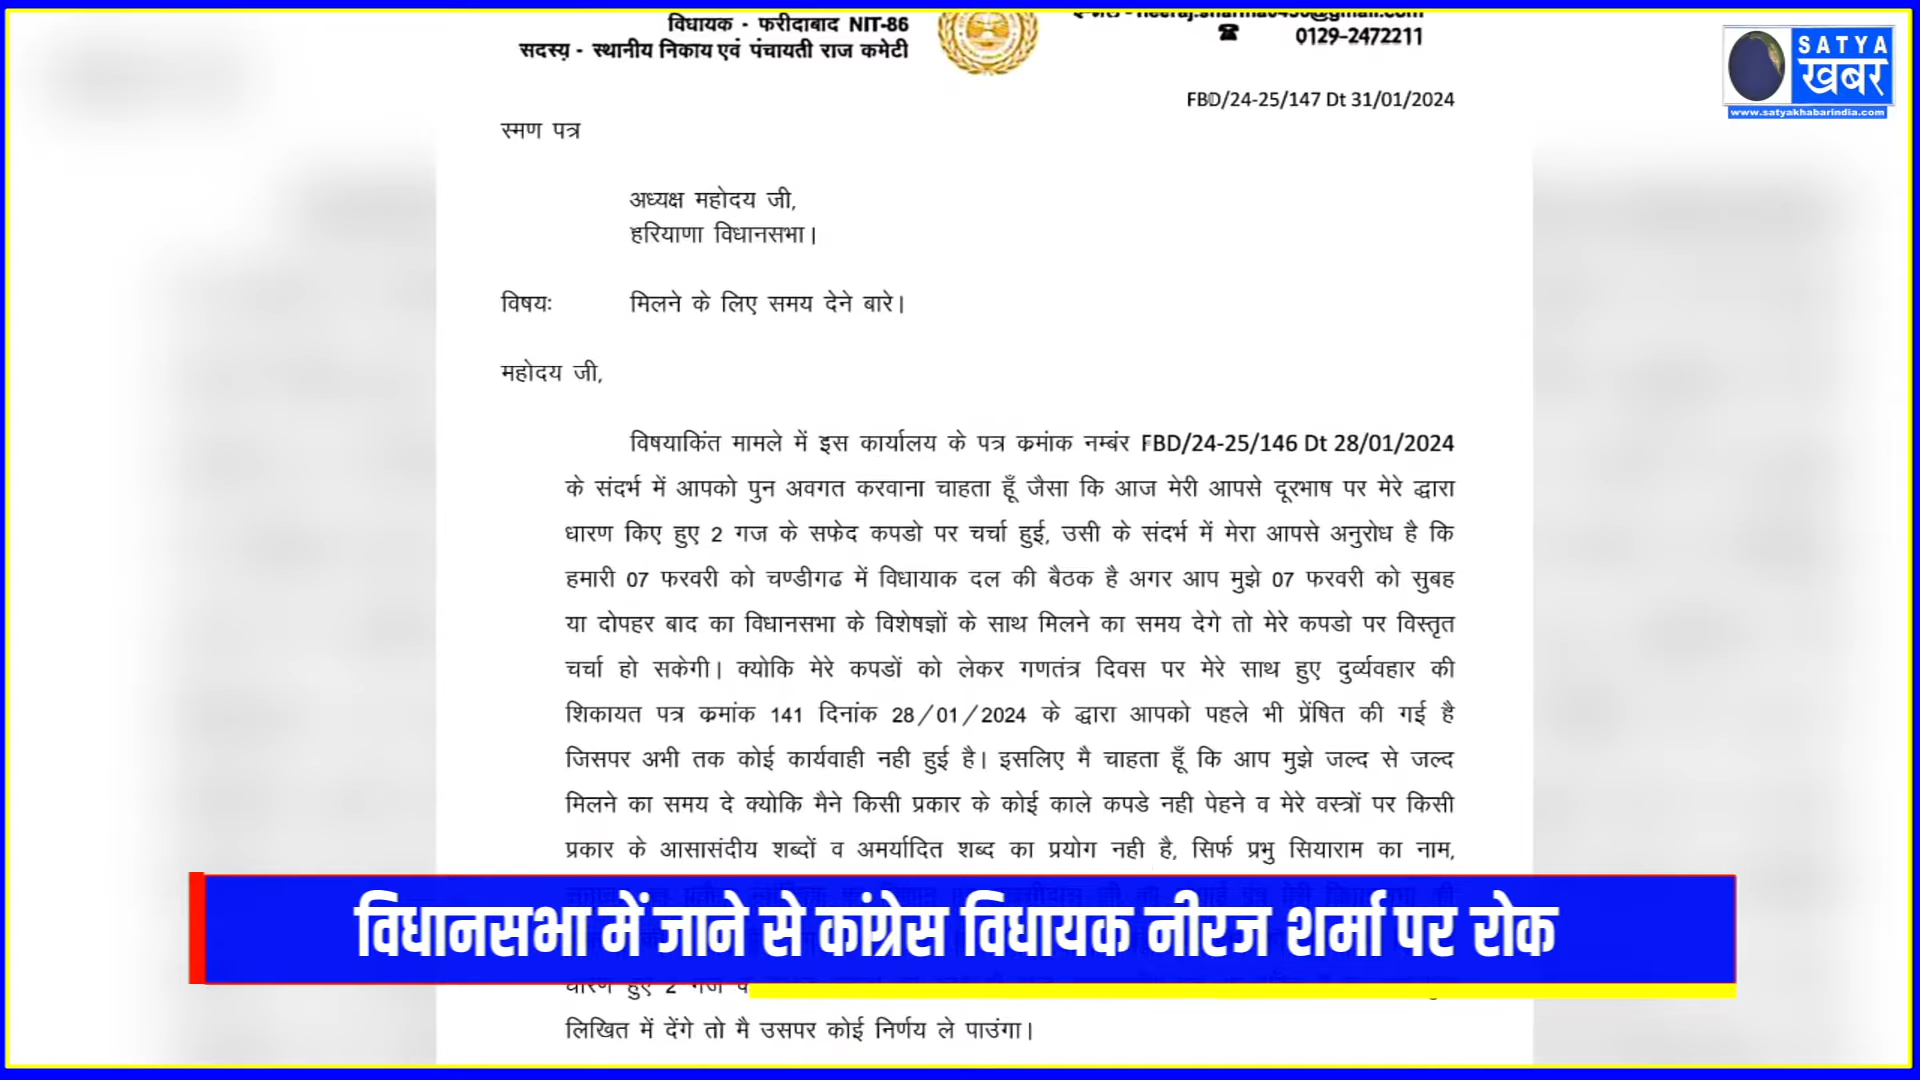 विधायक - फरीदाबाद NIT-86
सदस्य - स्थानीय निकाय एवं पंचायती राज कमेटी
0129-2472211
SATYA
खबर
www.satyakhabarindia.com
FBD/24-25/147 Dt 31/01/2024
स्मण पत्र
अध्यक्ष महोदय जी,
हरियाणा विधानसभा।
विषयः मिलने के लिए समय देने बारे।
महोदय जी,
विषयाकिंत मामले में इस कार्यालय के पत्र क्रमांक नम्बंर FBD/24-25/146 Dt 28/01/2024
के संदर्भ में आपको पुन अवगत करवाना चाहता हूँ जैसा कि आज मेरी आपसे दूरभाष पर मेरे द्वारा
धारण किए हुए 2 गज के सफेद कपडो पर चर्चा हुई, उसी के संदर्भ में मेरा आपसे अनुरोध है कि
हमारी 07 फरवरी को चण्डीगढ में विधायाक दल की बैठक है अगर आप मुझे 07 फरवरी को सुबह
या दोपहर बाद का विधानसभा के विशेषज्ञों के साथ मिलने का समय देगे तो मेरे कपडो पर विस्तृत
चर्चा हो सकेगी। क्योकि मेरे कपडों को लेकर गणतंत्र दिवस पर मेरे साथ हुए दुर्व्यवहार की
शिकायत पत्र क्रमांक 141 दिनांक 28/01/2024 के द्वारा आपको पहले भी प्रेंषित की गई है
जिसपर अभी तक कोई कार्यवाही नही हुई है। इसलिए मै चाहता हूँ कि आप मुझे जल्द से जल्द
मिलने का समय दे क्योकि मैने किसी प्रकार के कोई काले कपडे नही पेहने व मेरे वस्त्रों पर किसी
प्रकार के आसासंदीय शब्दों व अमर्यादित शब्द का प्रयोग नही है, सिर्फ प्रभु सियाराम का नाम,
विधानसभा में जाने से कांग्रेस विधायक नीरज शर्मा पर रोक
धारण हुए 2 गज
लिखित में देंगे तो मै उसपर कोई निर्णय ले पाउंगा।